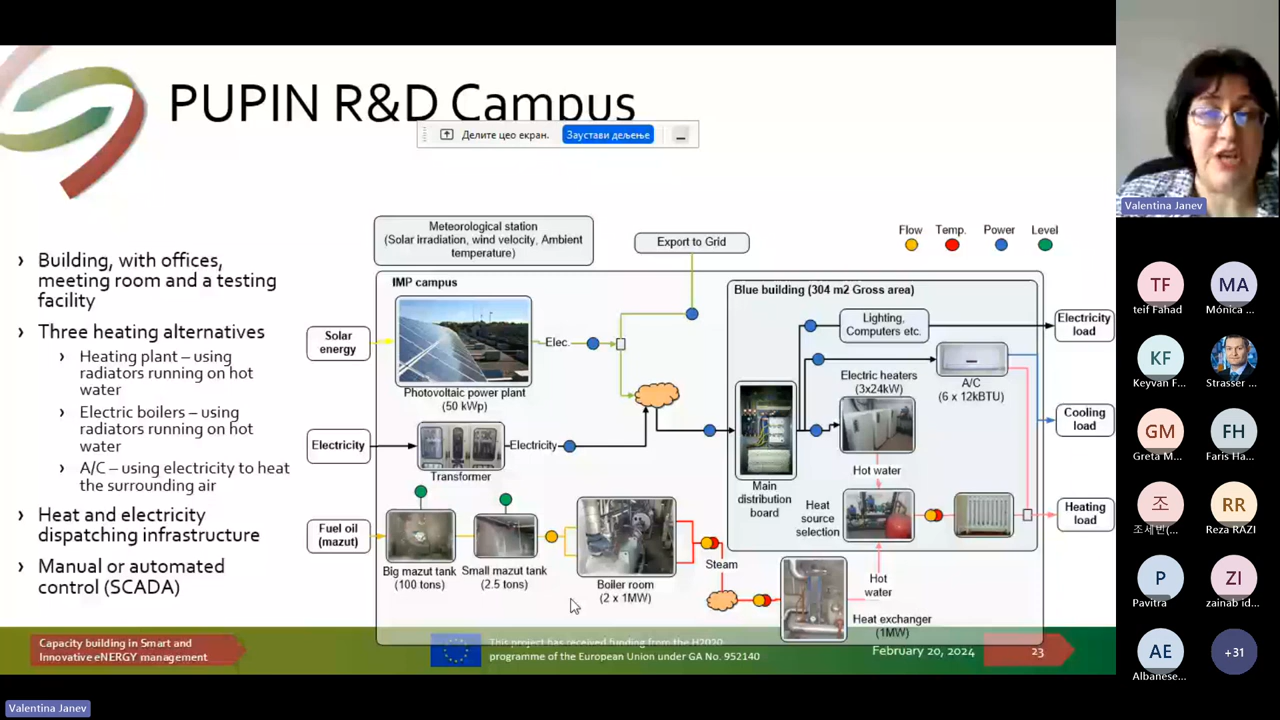 PUPIN R&D Campus
Делите цео екран.
Заустави дељење
› Building, with offices,
meeting room and a testing
facility
› Three heating alternatives
› Heating plant – using
radiators running on hot
water
› Electric boilers – using
radiators running on hot
water
› A/C – using electricity to heat
the surrounding air
› Heat and electricity
dispatching infrastructure
› Manual or automated
control (SCADA)
Meteorological station
(Solar irradiation, wind velocity, Ambient
temperature)
Export to Grid
Flow
Temp.
Power
Level
IMP campus
Blue building (304 m2 Gross area)
Solar
energy
Elec.
Photovoltaic power plant
(50 kWp)
Lighting,
Computers etc.
Electricity
load
Electric heaters
(3x24kW)
A/C
(6 x 12kBTU)
Cooling
load
Electricity
Electricity
Transformer
Main
distribution
board
Hot water
Heat
source
selection
Heating
load
Fuel oil
(mazut)
Big mazut tank
(100 tons)
Small mazut tank
(2.5 tons)
Boiler room
(2 x 1MW)
Steam
Hot
water
Heat exchanger
(1MW)
Capacity building in Smart and
Innovative eNERGY management
This project has received funding from the H2020
programme of the European Union under GA No. 952140
February 20, 2024
23
Valentina Janev
Valentina Janev
TF
teif Fahad
MA
Mónica ...
KF
Keyvan F...
Strasser ...
GM
Greta M...
FH
Faris Ha...
조
조세빈(...
RR
Reza RAZI
P
Pavitra
ZI
zainab id...
AE
Albanese...
+31